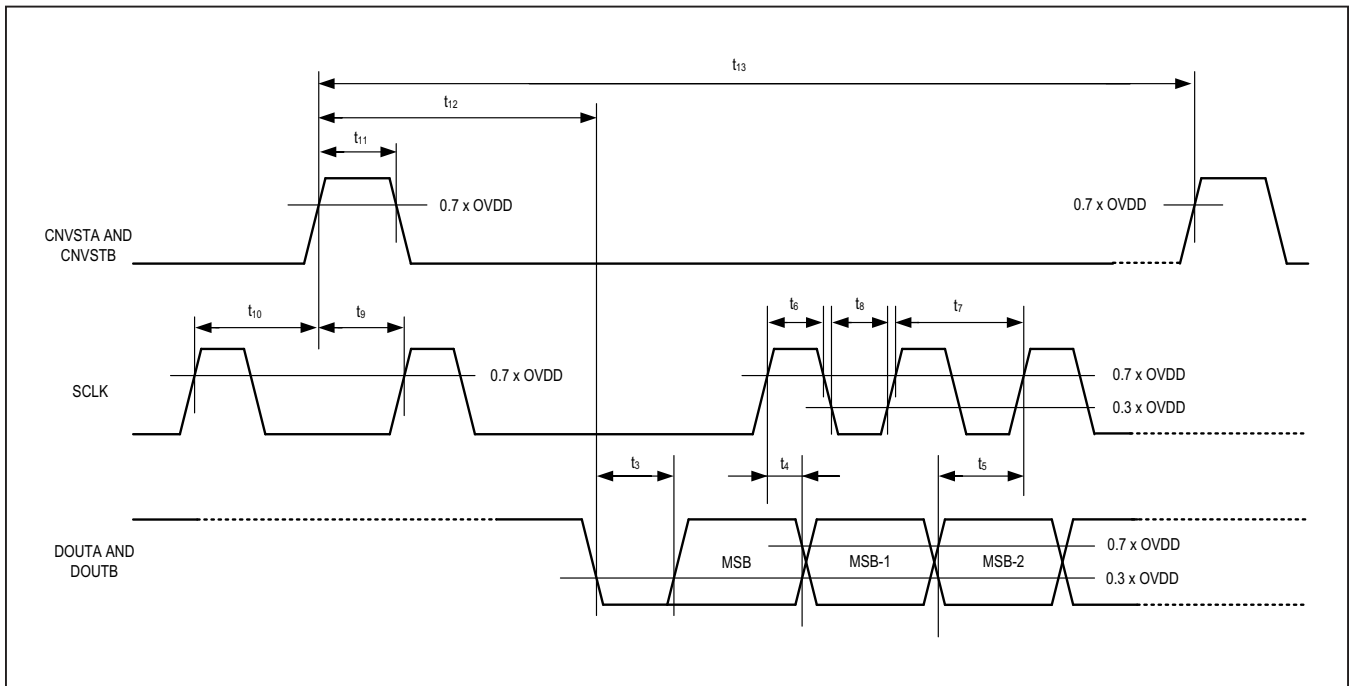 t13
t12
t11
0.7 x OVDD
0.7 x OVDD
CNVSTA AND
CNVSTB
t10
t9
t6
t8
t7
0.7 x OVDD
0.7 x OVDD
SCLK
0.3 x OVDD
t3
t4
t5
DOUTA AND
DOUTB
MSB
MSB-1
MSB-2
0.7 x OVDD
0.3 x OVDD